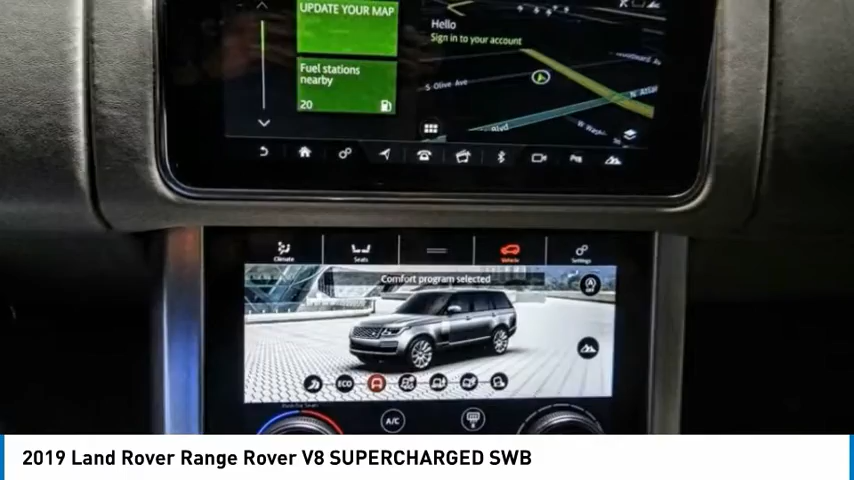 UPDATE YOUR MAP
Hello
Sign in to your account
Fuel stations
nearby
20
S Olive Ave
Blvd
Climate
Seats
Vehicle
Settings
Comfort program selected
ECO
A/C
2019 Land Rover Range Rover V8 SUPERCHARGED SWB